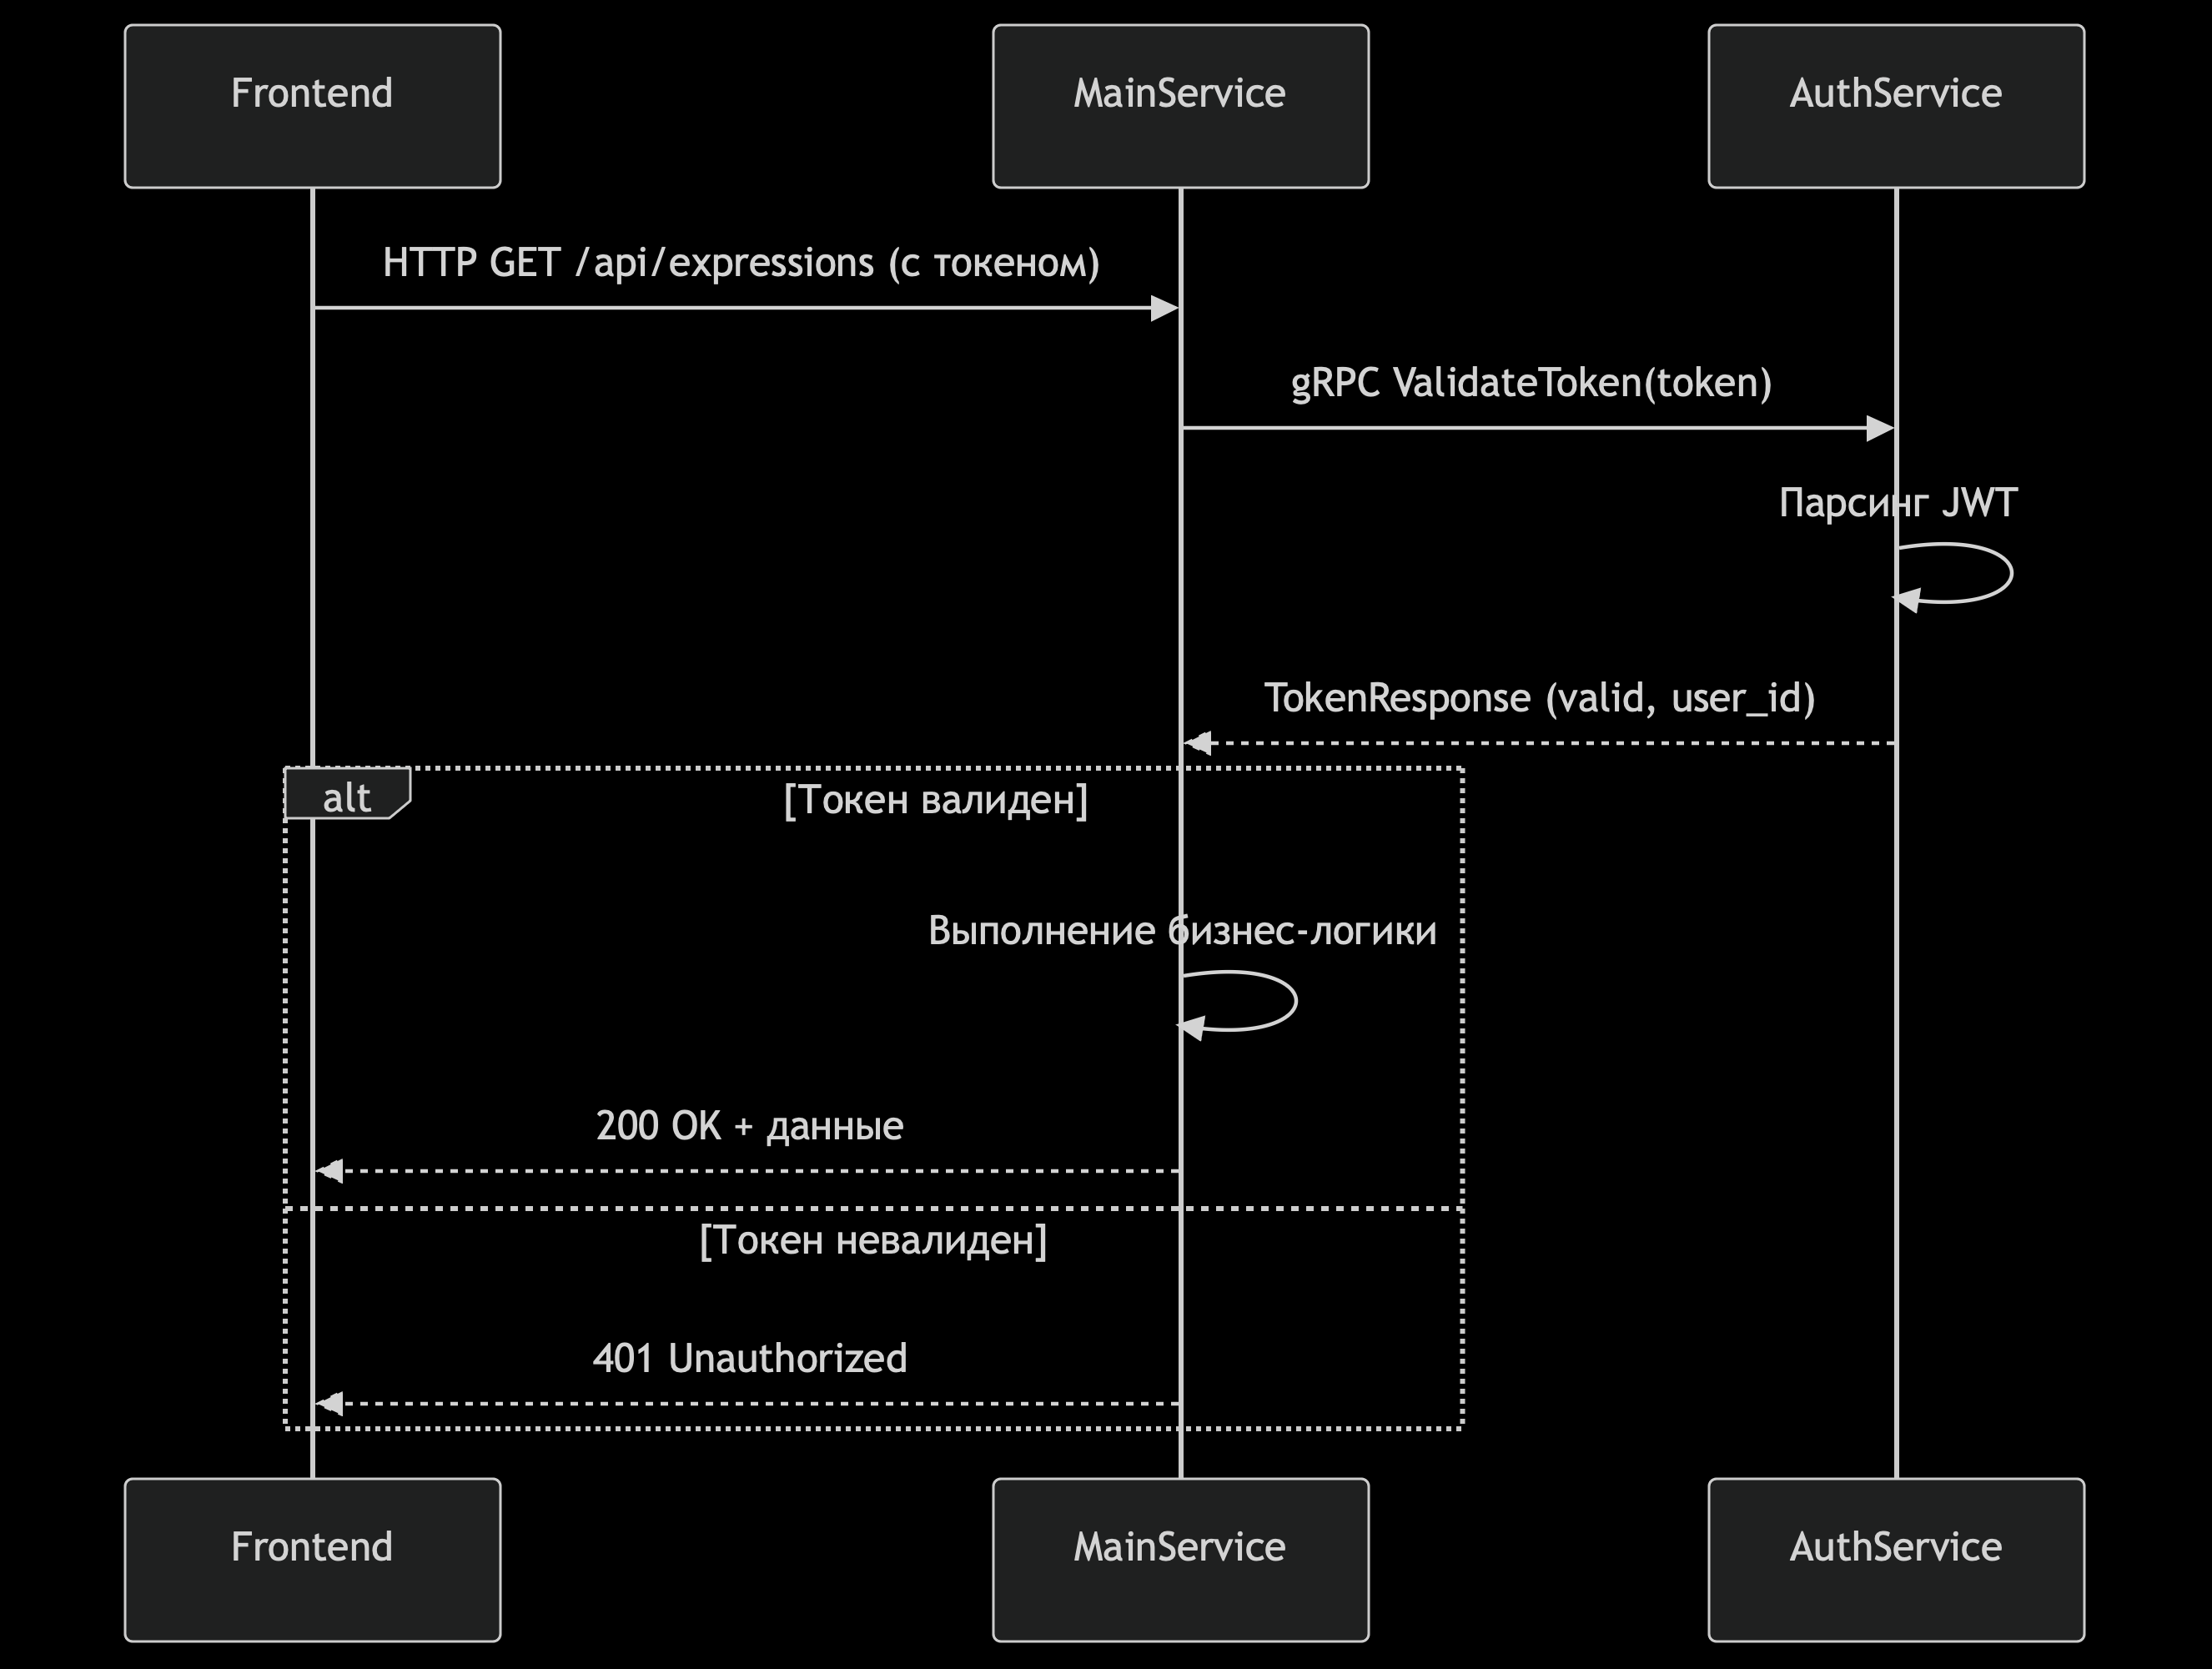 Frontend
MainService
AuthService
HTTP GET /api/expressions (с токеном)
gRPC ValidateToken(token)
Парсинг JWT
TokenResponse (valid, user_id)
alt
[Токен валиден]
Выполнение бизнес-логики
200 OK + данные
[Токен невалиден]
401 Unauthorized
Frontend
MainService
AuthService